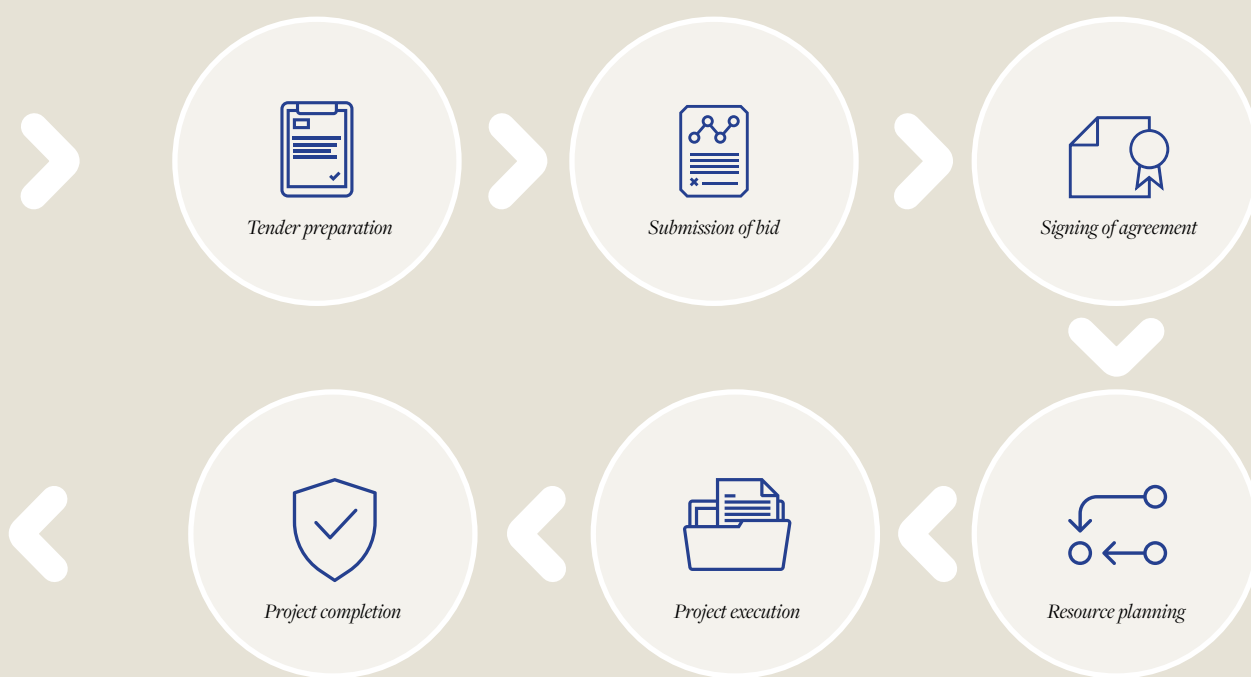 Tender preparation
Submission of bid
Signing of agreement
Resource planning
Project execution
Project completion